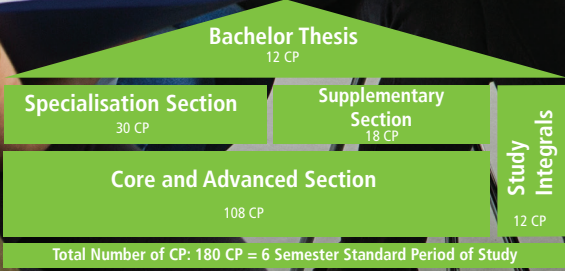 Bachelor Thesis
12 CP
Specialisation Section
30 CP
Supplementary
Section
18 CP
Study
Integrals
12 CP
Core and Advanced Section
108 CP
Total Number of CP: 180 CP = 6 Semester Standard Period of Study